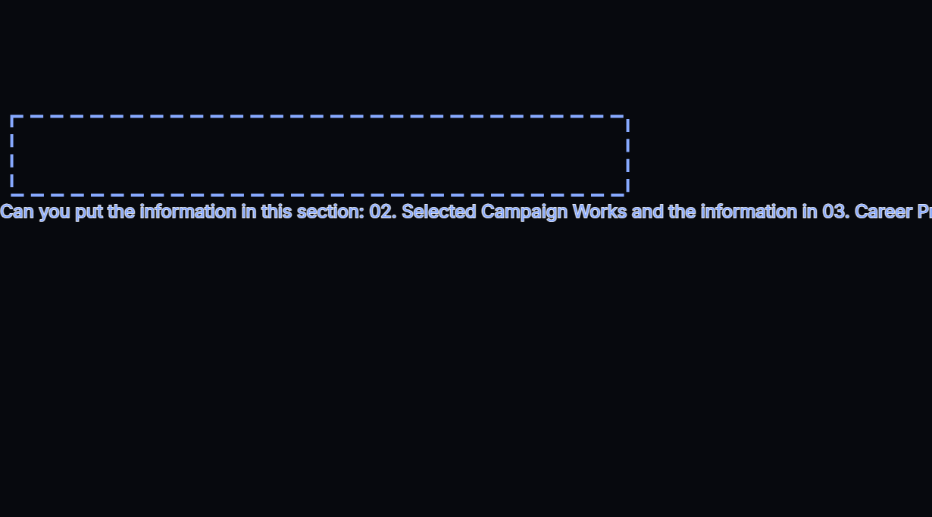 Can you put the information in this section: 02. Selected Campaign Works and the information in 03. Career